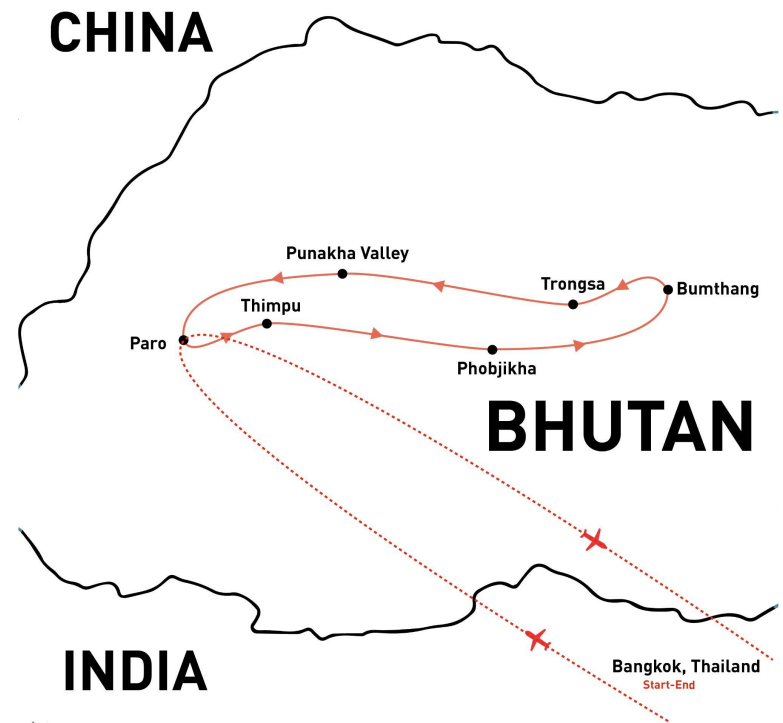 CHINA
Punakha Valley
Trongsa
Bumthang
Thimpu
Paro
Phobjikha
BHUTAN
INDIA
Bangkok, Thailand
Start-End